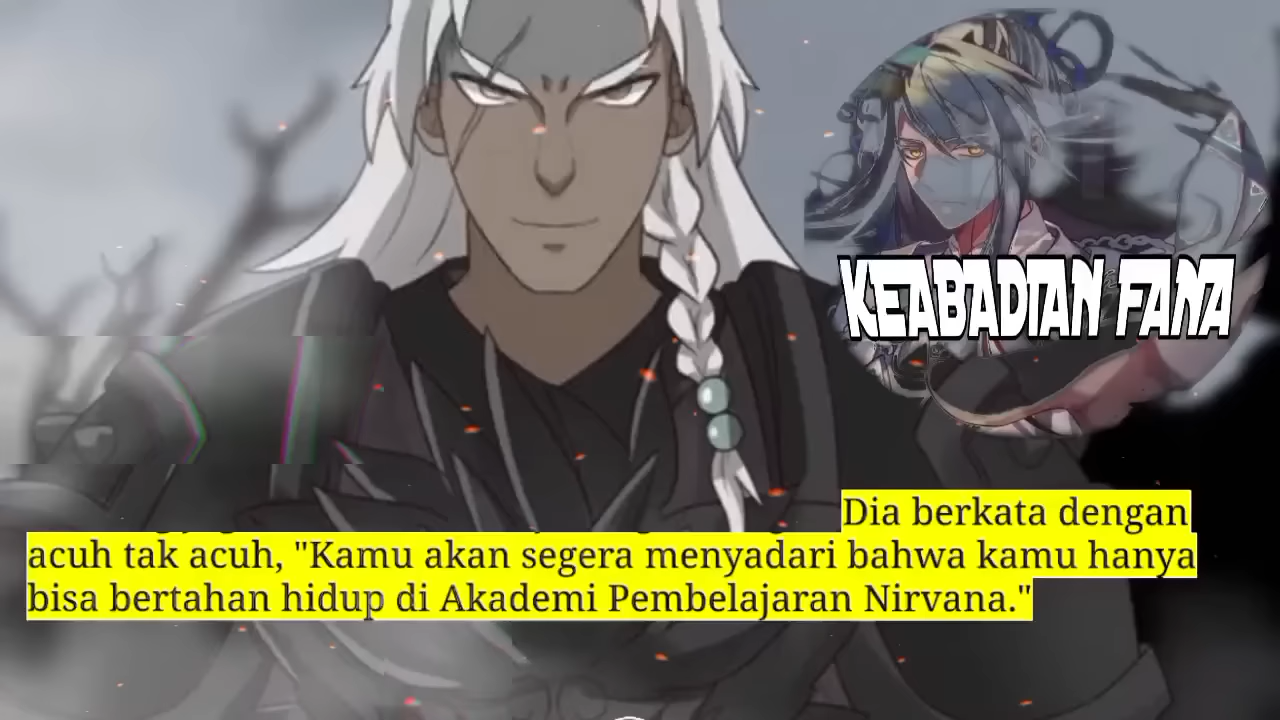 KEABADIAN FANA
Dia berkata dengan
acuh tak acuh, "Kamu akan segera menyadari bahwa kamu hanya
bisa bertahan hidup di Akademi Pembelajaran Nirvana."